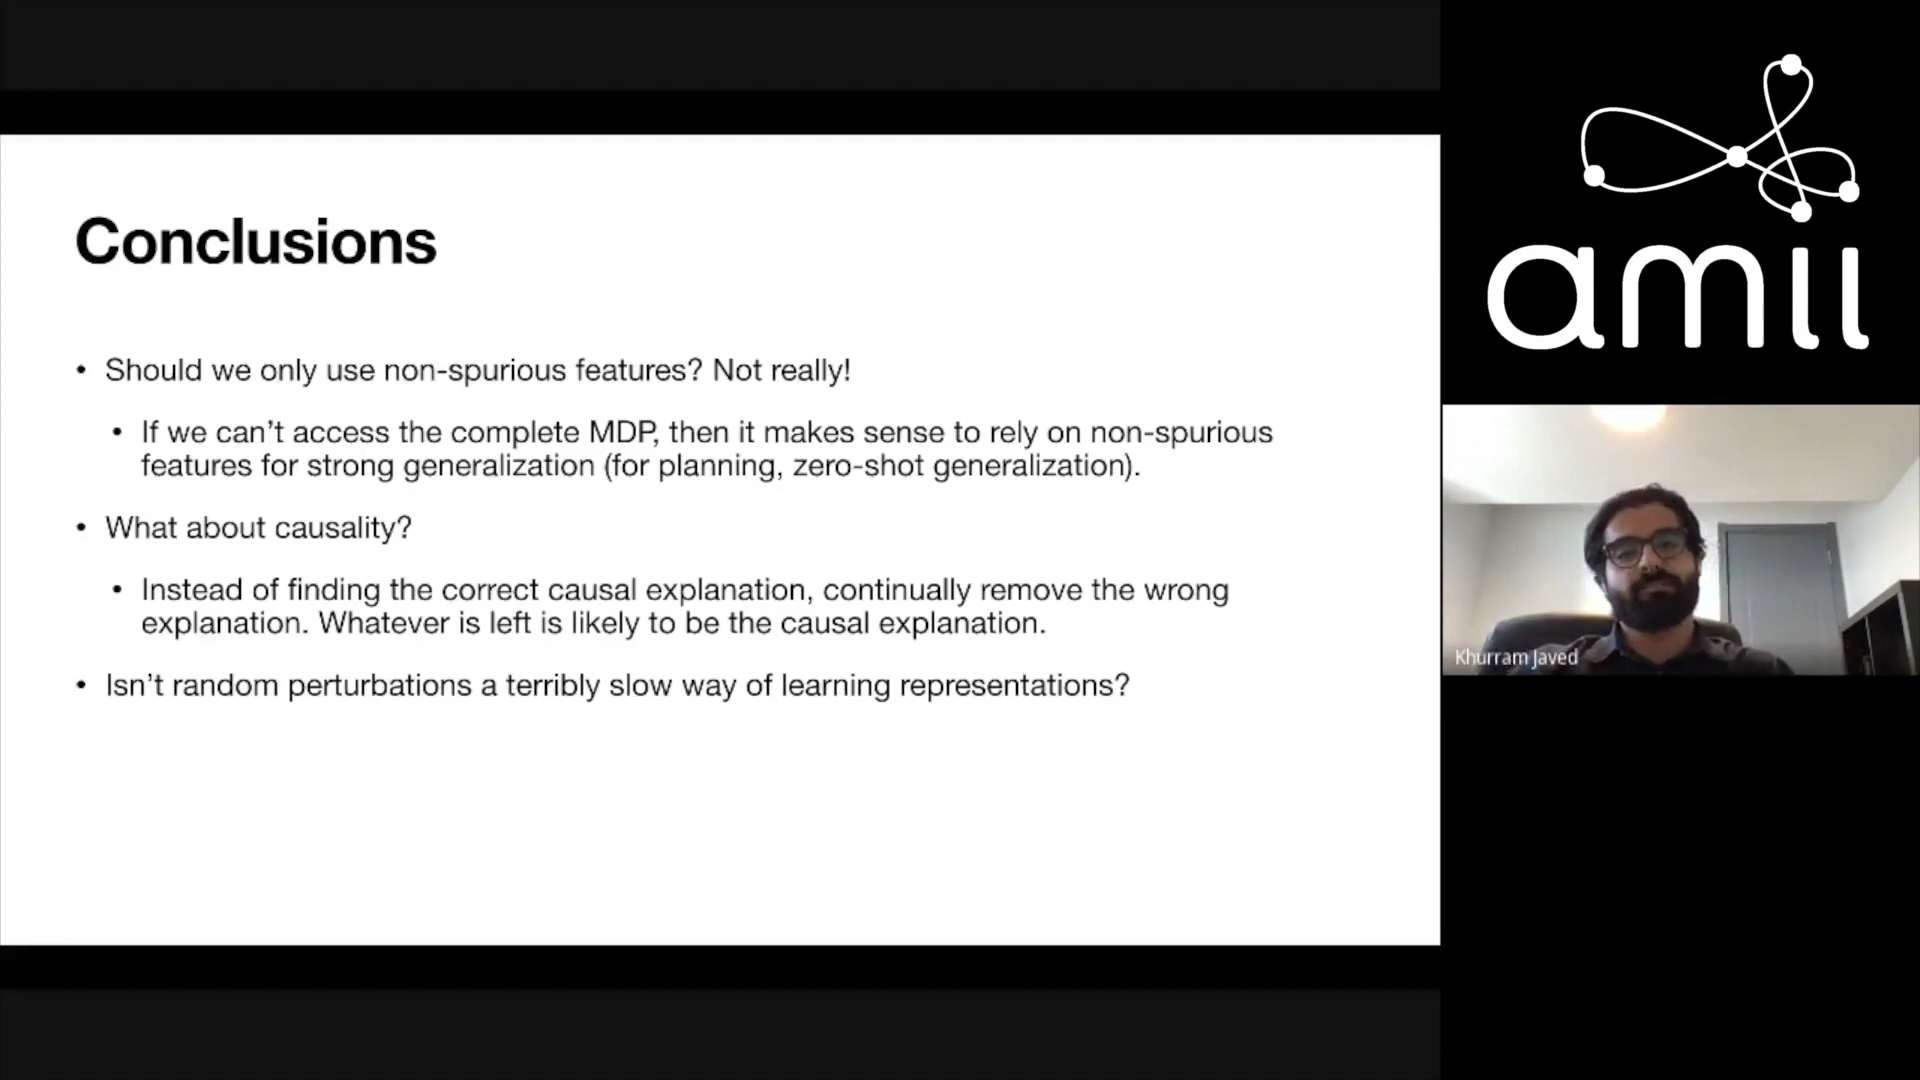 Conclusions
• Should we only use non-spurious features? Not really!
• If we can’t access the complete MDP, then it makes sense to rely on non-spurious
features for strong generalization (for planning, zero-shot generalization).
• What about causality?
• Instead of finding the correct causal explanation, continually remove the wrong
explanation. Whatever is left is likely to be the causal explanation.
• Isn’t random perturbations a terribly slow way of learning representations?
amii
Khurram Javed